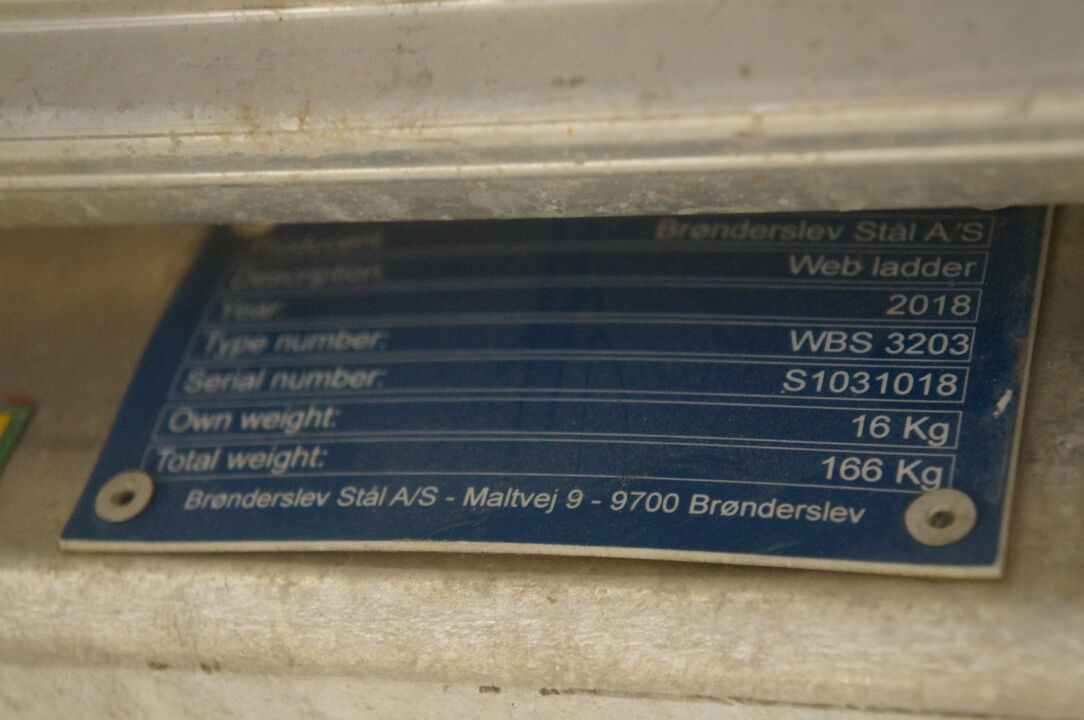 Producent Brønderslev Stål A/S
Description: Web ladder
Year: 2018
Type number: WBS 3203
Serial number: S1031018
Own weight: 16 Kg
Total weight: 166 Kg
Brønderslev Stål A/S - Maltvej 9 - 9700 Brønderslev